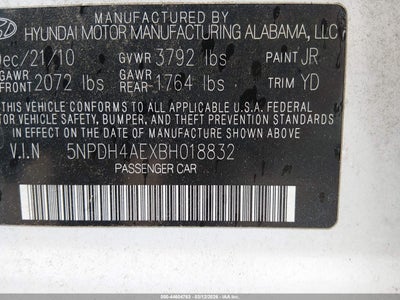 MANUFACTURED BY
HYUNDAI MOTOR MANUFACTURING ALABAMA, LLC
Dec/21/10 GVWR 3792 lbs PAINT JR
GAWR FRONT 2072 lbs GAWR REAR 1764 lbs TRIM YD
THIS VEHICLE CONFORMS TO ALL APPLICABLE U.S.A FEDERAL
MOTOR VEHICLE SAFETY, BUMPER, AND THEFT
PREVENTION STANDARDS IN EFFECT ON THE DATE OF
MANUFACTURE SHOWN ABOVE.
V.I.N 5NPDH4AEXBH018832
PASSENGER CAR